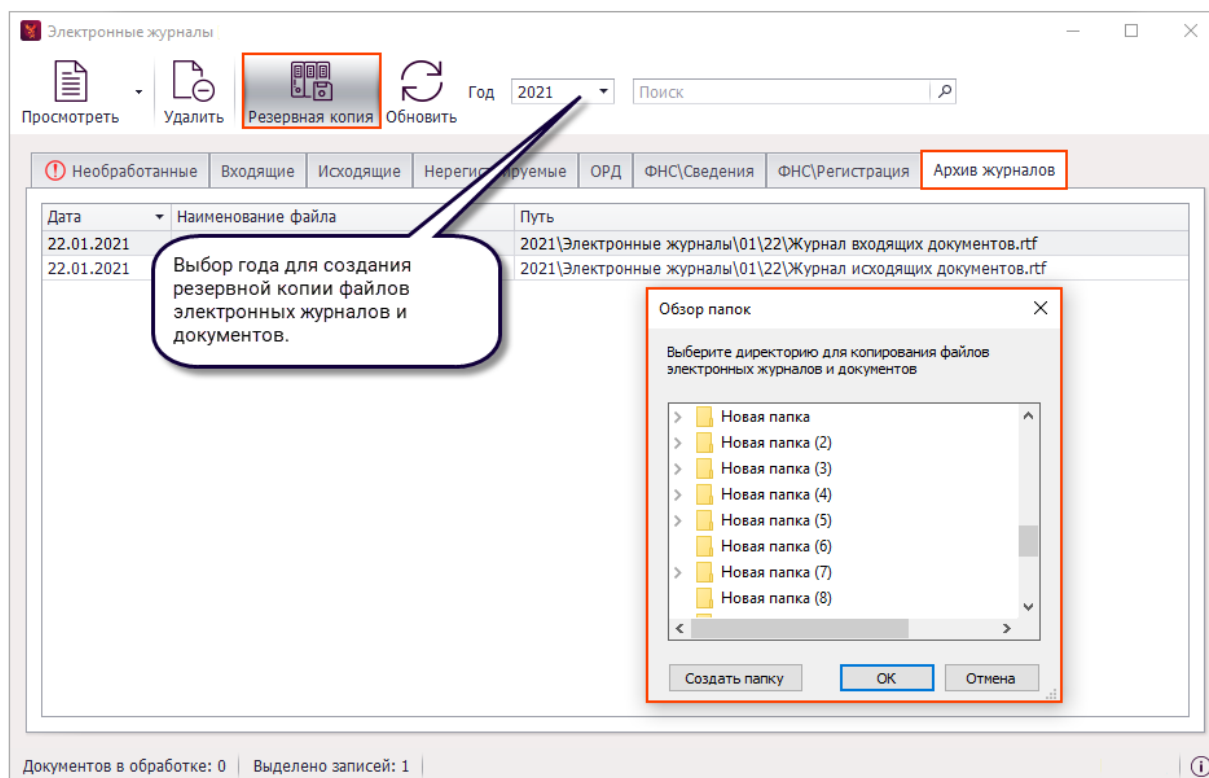 Электронные журналы
Просмотреть
Удалить
Резервная копия
Обновить
Год
2021
Поиск
Необработанные
Входящие
Исходящие
Нерегистрируемые
ОРД
ФНС\Сведения
ФНС\Регистрация
Архив журналов
Дата
Наименование файла
Путь
22.01.2021
2021\Электронные журналы\01\22\Журнал входящих документов.rtf
22.01.2021
2021\Электронные журналы\01\22\Журнал исходящих документов.rtf
Выбор года для создания
резервной копии файлов
электронных журналов и
документов.
Обзор папок
Выберите директорию для копирования файлов
электронных журналов и документов
Новая папка
Новая папка (2)
Новая папка (3)
Новая папка (4)
Новая папка (5)
Новая папка (6)
Новая папка (7)
Новая папка (8)
Создать папку
ОК
Отмена
Документов в обработке: 0
Выделено записей: 1